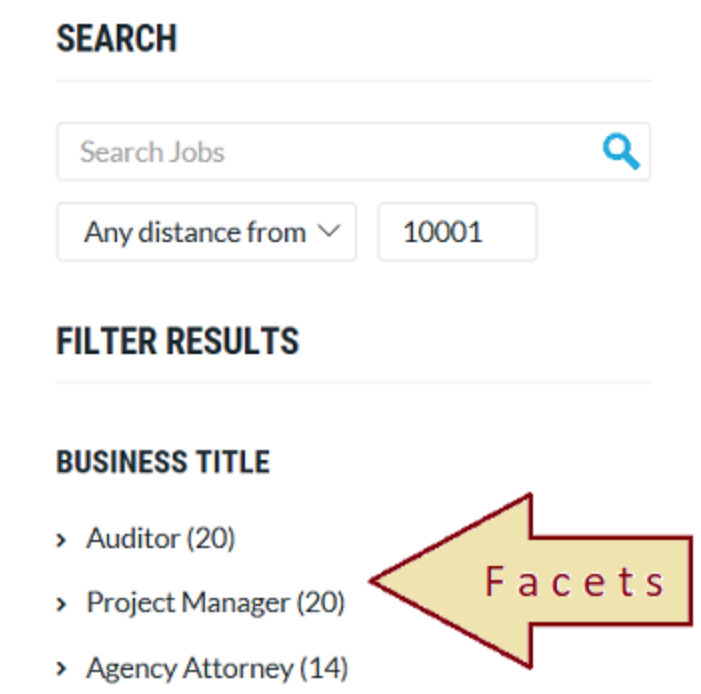 SEARCH
Search Jobs
Any distance from 10001
FILTER RESULTS
BUSINESS TITLE
Auditor (20)
Project Manager (20)
Facets
Agency Attorney (14)